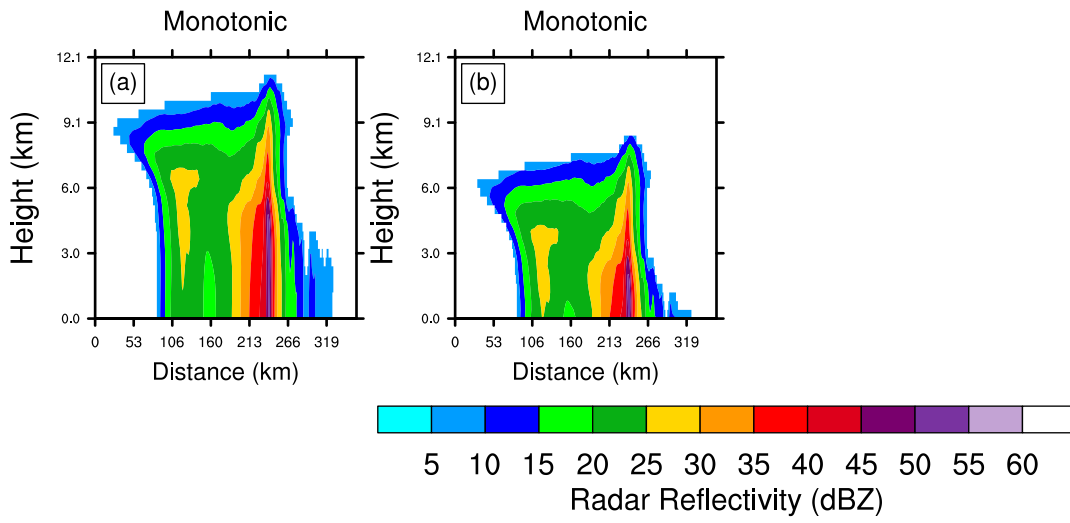 Monotonic
Monotonic
(a)
(b)
Height (km)
12.1
9.1
6.0
3.0
0.0
0 53 106 160 213 266 319
Distance (km)
Height (km)
12.1
9.1
6.0
3.0
0.0
0 53 106 160 213 266 319
Distance (km)
5 10 15 20 25 30 35 40 45 50 55 60
Radar Reflectivity (dBZ)